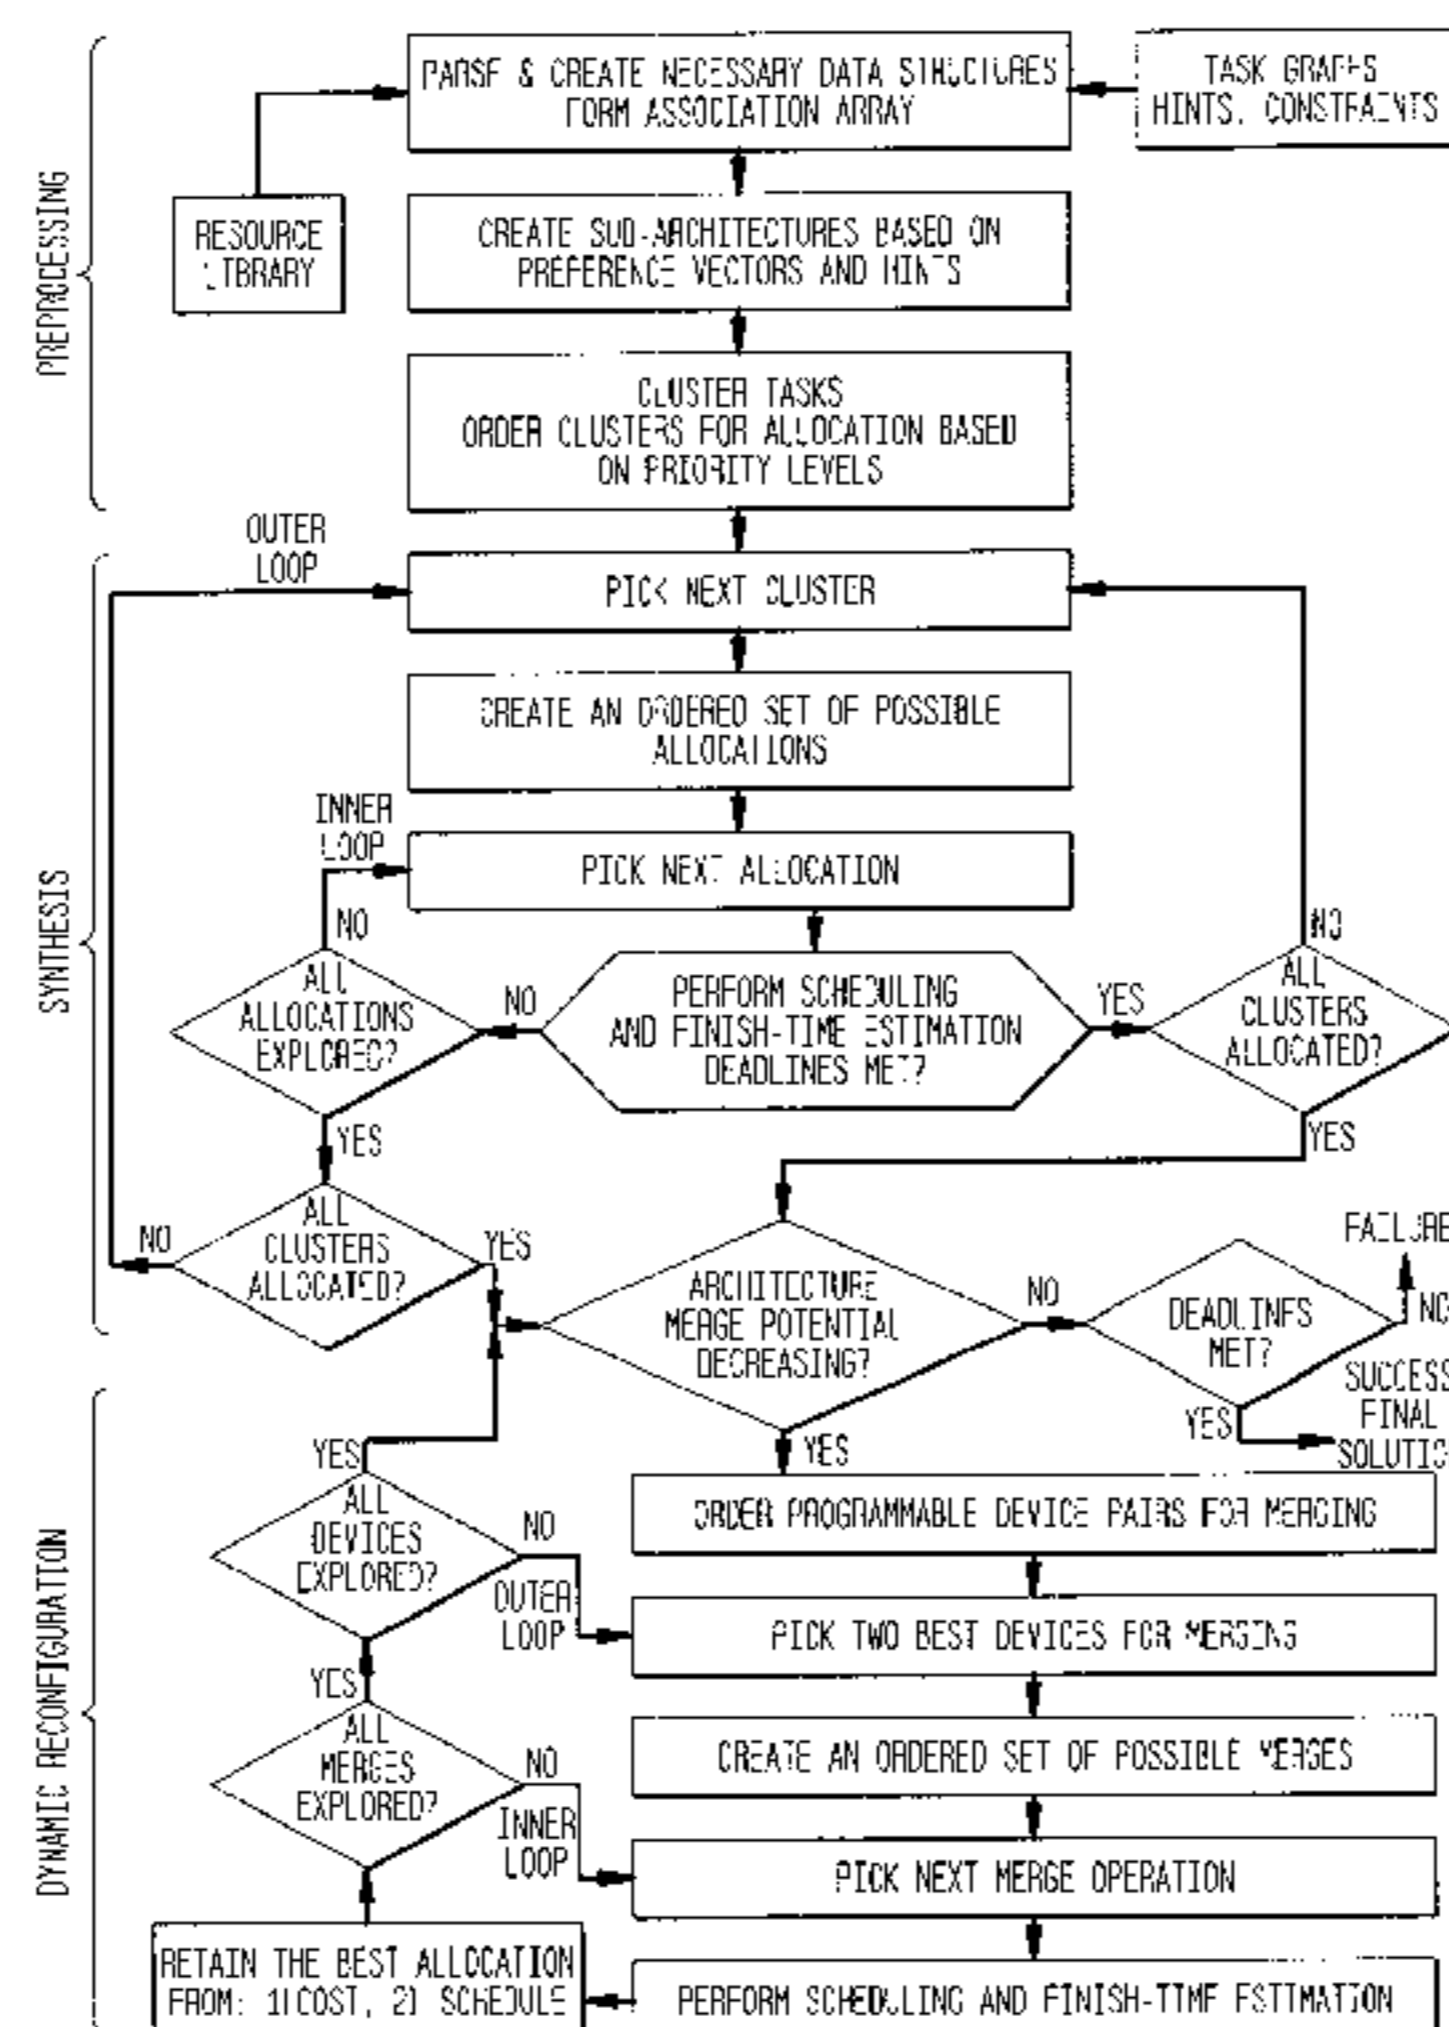 PREPROCESSING
PARSE & CREATE NECESSARY DATA STRUCTURES
FORM ASSOCIATION ARRAY
TASK GRAPHS
HINTS, CONSTRAINTS
RESOURCE
LIBRARY
CREATE SUB-ARCHITECTURES BASED ON
PREFERENCE VECTORS AND HINTS
CLUSTER TASKS
ORDER CLUSTERS FOR ALLOCATION BASED
ON PRIORITY LEVELS
SYNTHESIS
OUTER
LOOP
PICK NEXT CLUSTER
CREATE AN ORDERED SET OF POSSIBLE
ALLOCATIONS
INNER
LOOP
PICK NEXT ALLOCATION
NO
ALL
ALLOCATIONS
EXPLORED?
NO
PERFORM SCHEDULING
AND FINISH-TIME ESTIMATION
DEADLINES MET?
YES
NO
ALL
CLUSTERS
ALLOCATED?
YES
YES
ALL
CLUSTERS
ALLOCATED?
NO
YES
ARCHITECTURE
MERGE POTENTIAL
DECREASING?
NO
DEADLINES
MET?
FAILURE
NO
YES
SUCCESS
FINAL
SOLUTIO
YES
DYNAMIC RECONFIGURATION
YES
ALL
DEVICES
EXPLORED?
NO
OUTER
LOOP
ORDER PROGRAMMABLE DEVICE PAIRS FOR MERGING
PICK TWO BEST DEVICES FOR MERGING
YES
ALL
MERGES
EXPLORED?
NO
INNER
LOOP
CREATE AN ORDERED SET OF POSSIBLE MERGES
PICK NEXT MERGE OPERATION
RETAIN THE BEST ALLOCATION
FROM: 1)COST, 2) SCHEDULE
PERFORM SCHEDULING AND FINISH-TIME ESTIMATION